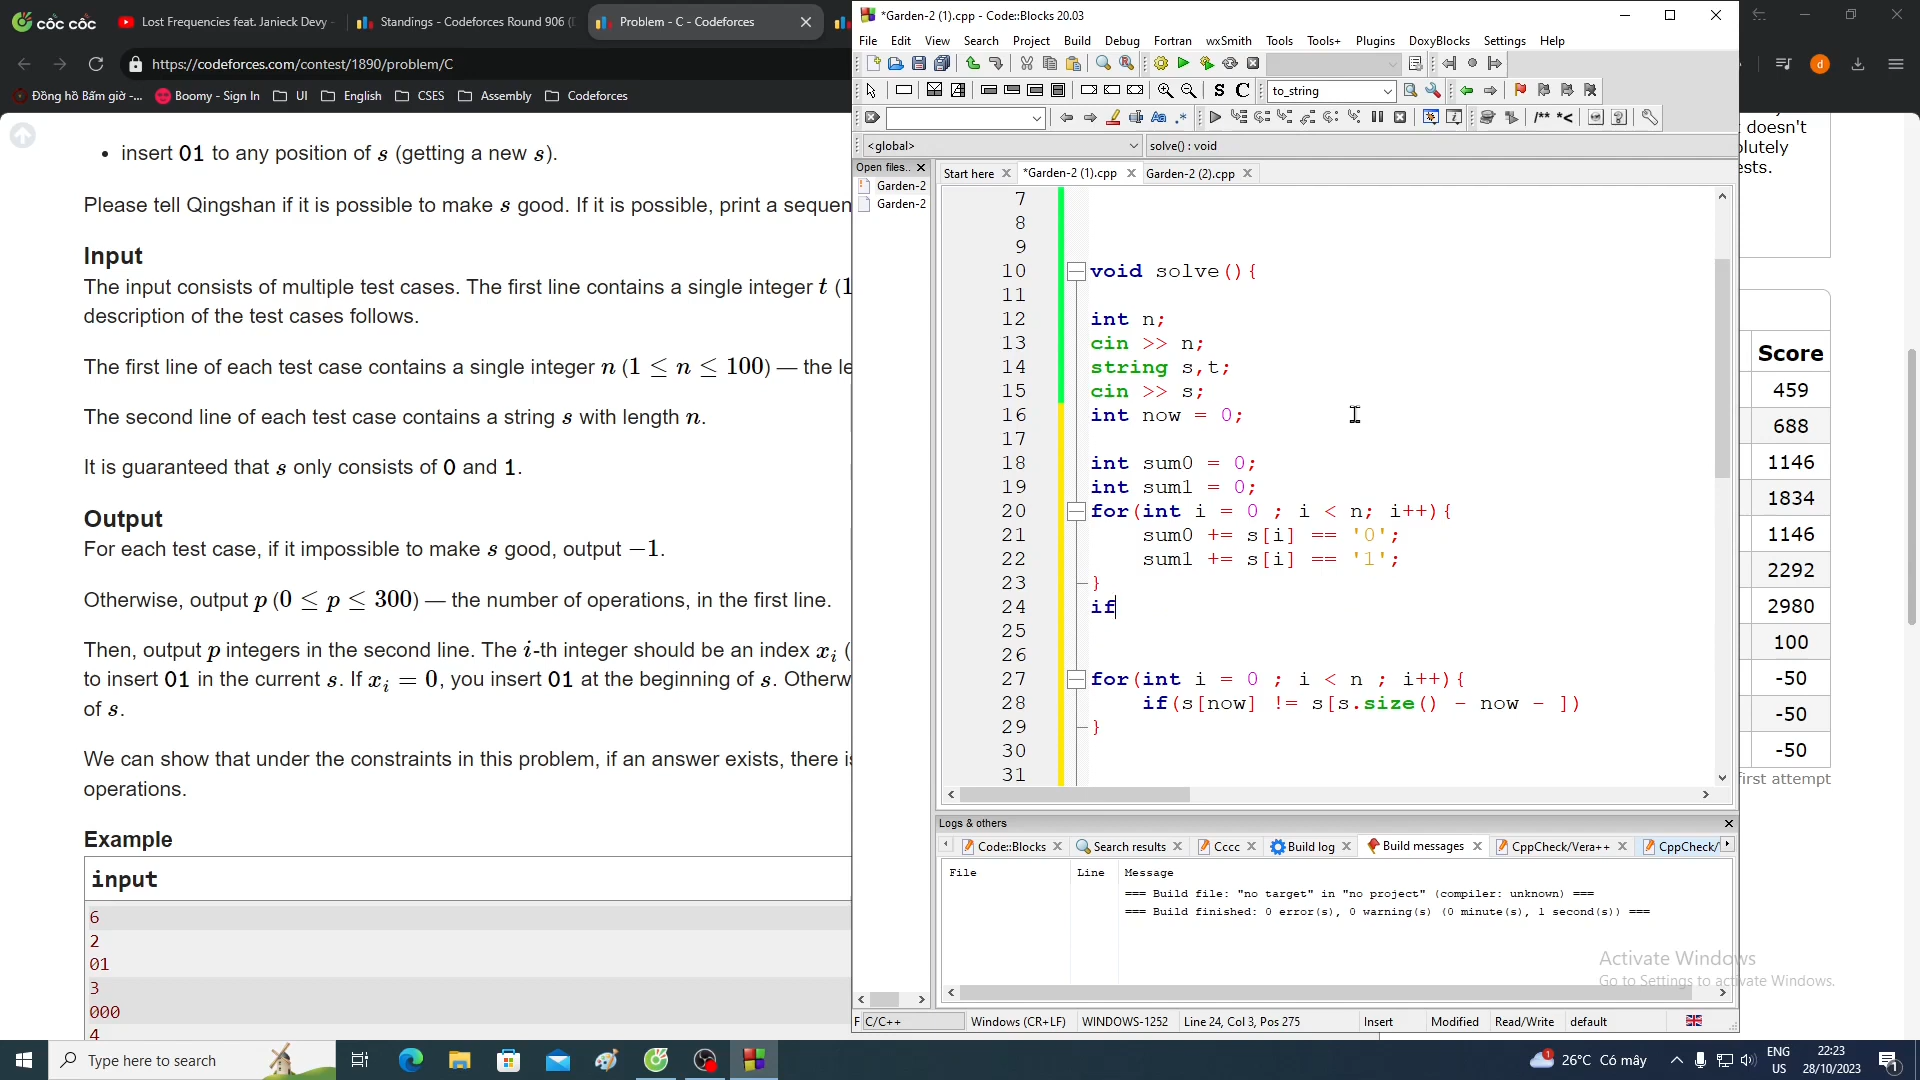 cốc cốc
Lost Frequencies feat. Janieck Devy -
Standings - Codeforces Round 906 (
Problem - C - Codeforces
https://codeforces.com/contest/1890/problem/C
Đồng hồ Bấm giờ -...
Boomy - Sign In
UI
English
CSES
Assembly
Codeforces
d
insert 01 to any position of s (getting a new s).
Please tell Qingshan if it is possible to make s good. If it is possible, print a sequen
Input
The input consists of multiple test cases. The first line contains a single integer t (1
description of the test cases follows.
The first line of each test case contains a single integer n (1 ≤ n ≤ 100) — the le
The second line of each test case contains a string s with length n.
It is guaranteed that s only consists of 0 and 1.
Output
For each test case, if it impossible to make s good, output −1.
Otherwise, output p (0 ≤ p ≤ 300) — the number of operations, in the first line.
Then, output p integers in the second line. The i-th integer should be an index xi (
to insert 01 in the current s. If xi = 0, you insert 01 at the beginning of s. Otherw
of s.
We can show that under the constraints in this problem, if an answer exists, there i
operations.
Example
input
6
2
01
3
000
4
*Garden-2 (1).cpp - Code::Blocks 20.03
File Edit View Search Project Build Debug Fortran wxSmith Tools Tools+ Plugins DoxyBlocks Settings Help
to_string
<global>
solve() : void
Open files..
Garden-2
Garden-2
Start here
*Garden-2 (1).cpp
Garden-2 (2).cpp
7
8
9
10 void solve(){
11
12 int n;
13 cin >> n;
14 string s,t;
15 cin >> s;
16 int now = 0;
17
18 int sum0 = 0;
19 int sum1 = 0;
20 for(int i = 0 ; i < n; i++){
21 sum0 += s[i] == '0';
22 sum1 += s[i] == '1';
23 }
24 if
25
26
27 for(int i = 0 ; i < n ; i++){
28 if(s[now] != s[s.size() - now - ])
29 }
30
31
Logs & others
Code::Blocks
Search results
Cccc
Build log
Build messages
CppCheck/Vera++
CppCheck/
File Line Message
=== Build file: "no target" in "no project" (compiler: unknown) ===
=== Build finished: 0 error(s), 0 warning(s) (0 minute(s), 1 second(s)) ===
F C/C++ Windows (CR+LF) WINDOWS-1252 Line 24, Col 3, Pos 275 Insert Modified Read/Write default
doesn't
lutely
ests.
Score
459
688
1146
1834
1146
2292
2980
100
-50
-50
-50
first attempt
Activate Windows
Go to Settings to activate Windows.
Type here to search
1
26°C Có mây
ENG
US
22:23
28/10/2023
1